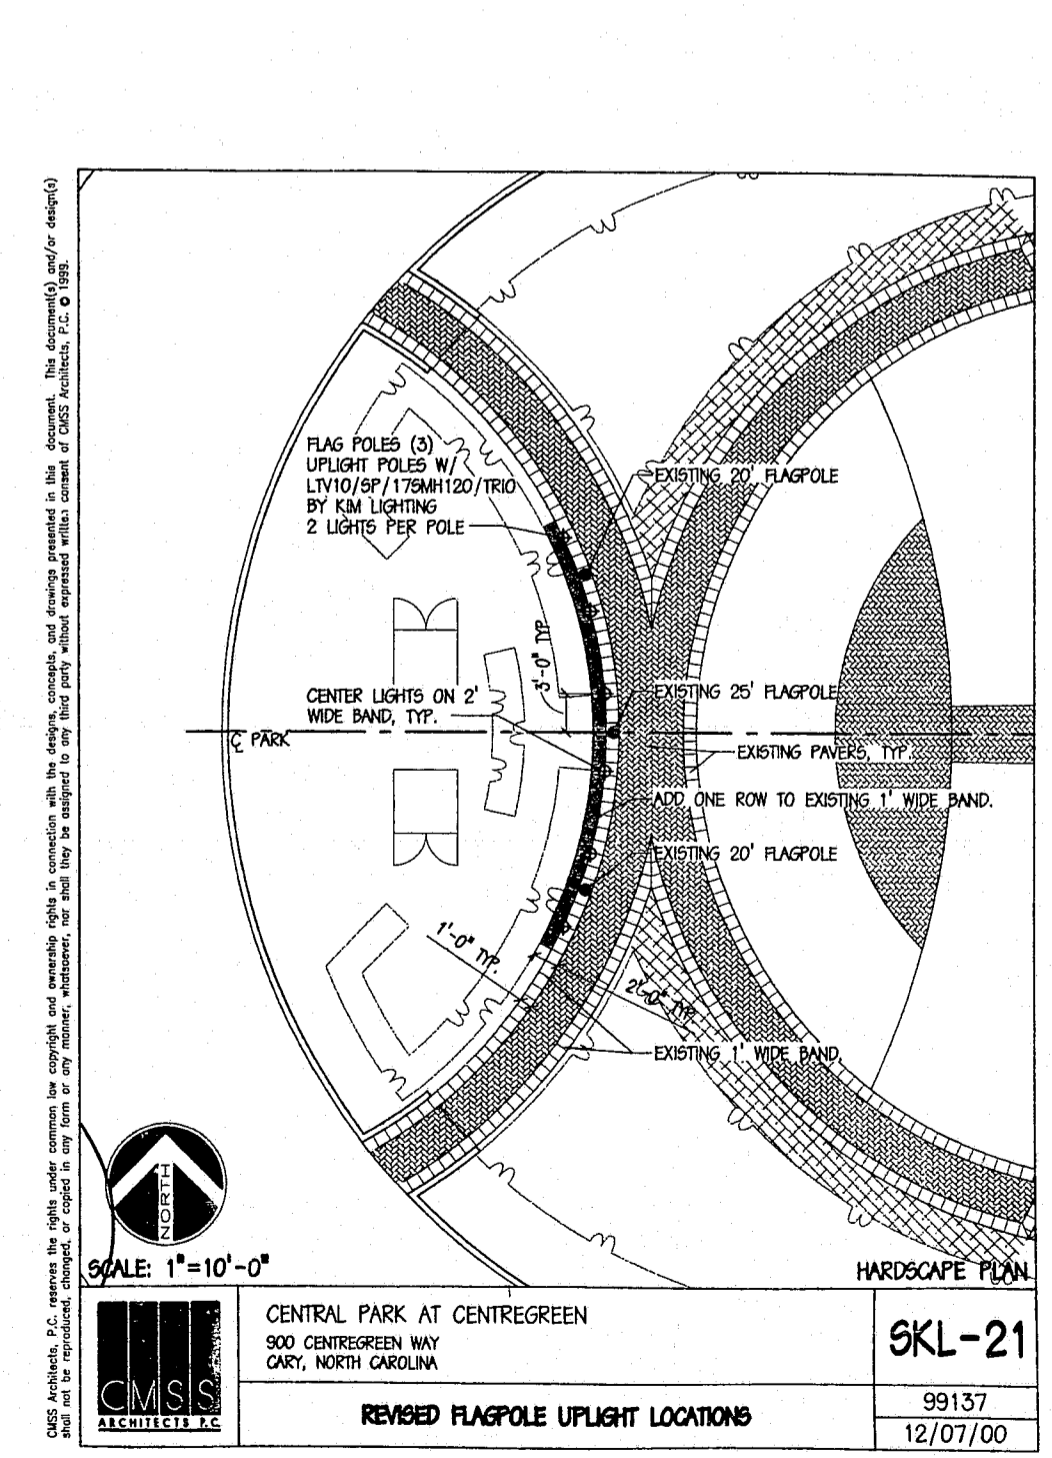 CMSS Architects, P.C. reserves the rights under common law copyright and ownership rights in connection with the designs, concepts, and drawings presented in this document. This document(s) and/or design(s)
shall not be reproduced, changed, or copied in any form or any manner, whatsoever, nor shall they be assigned to any third party without expressed written consent of CMSS Architects, P.C. © 1999.
FLAG POLES (3)
UPLIGHT POLES W/
LTV10/SP/175MH120/TRIO
BY KIM LIGHTING
2 LIGHTS PER POLE
EXISTING 20' FLAGPOLE
3'-0" TYP
CENTER LIGHTS ON 2'
WIDE BAND, TYP.
EXISTING 25' FLAGPOLE
℄ PARK
EXISTING PAVERS, TYP.
ADD ONE ROW TO EXISTING 1' WIDE BAND.
EXISTING 20' FLAGPOLE
1'-0" TYP.
2'-0" TYP.
EXISTING 1' WIDE BAND.
NORTH
SCALE: 1"=10'-0"
HARDSCAPE PLAN
CMSS
ARCHITECTS P.C.
CENTRAL PARK AT CENTREGREEN
900 CENTREGREEN WAY
CARY, NORTH CAROLINA
SKL-21
REVISED FLAGPOLE UPLIGHT LOCATIONS
99137
12/07/00